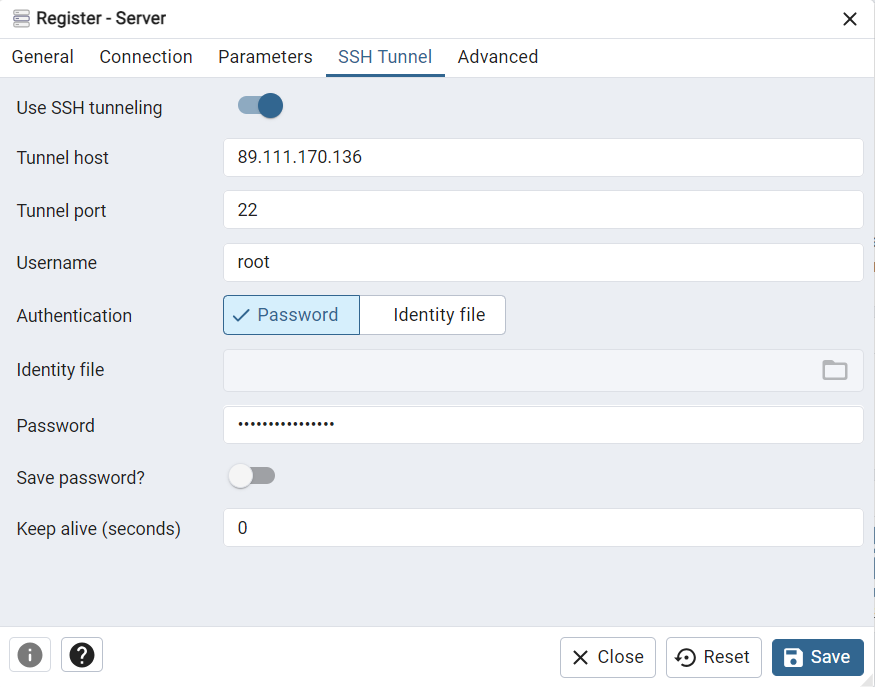 Register - Server
General Connection Parameters SSH Tunnel Advanced
Use SSH tunneling
Tunnel host 89.111.170.136
Tunnel port 22
Username root
Authentication Password Identity file
Identity file
Password ••••••••••••••••
Save password?
Keep alive (seconds) 0
Close Reset Save